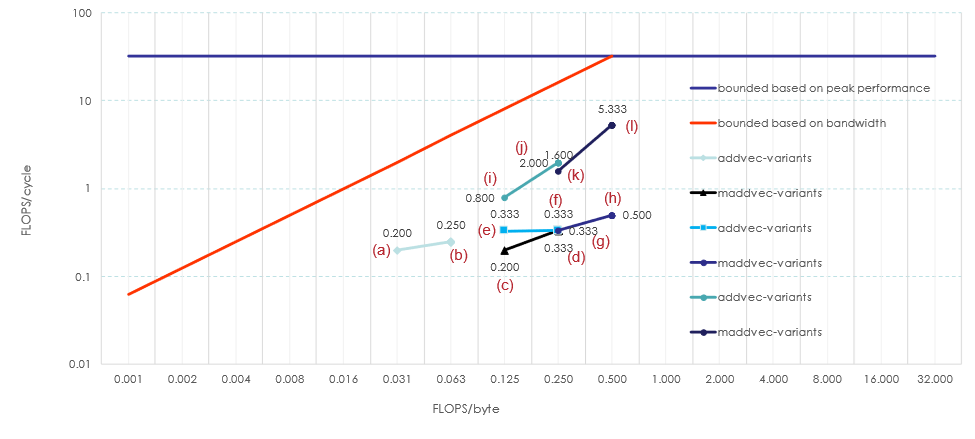 100
10
1
0.1
0.01
FLOPS/cycle
bounded based on peak performance
bounded based on bandwidth
addvec-variants
maddvec-variants
addvec-variants
maddvec-variants
addvec-variants
maddvec-variants
5.333
(l)
(j)
1.600
2.000
(k)
(i)
0.800
(f)
(h)
0.333
0.333
0.500
(e)
0.333
(g)
0.200
0.250
(a)
(b)
0.333
(d)
0.200
(c)
0.001 0.002 0.004 0.008 0.016 0.031 0.063 0.125 0.250 0.500 1.000 2.000 4.000 8.000 16.000 32.000
FLOPS/byte